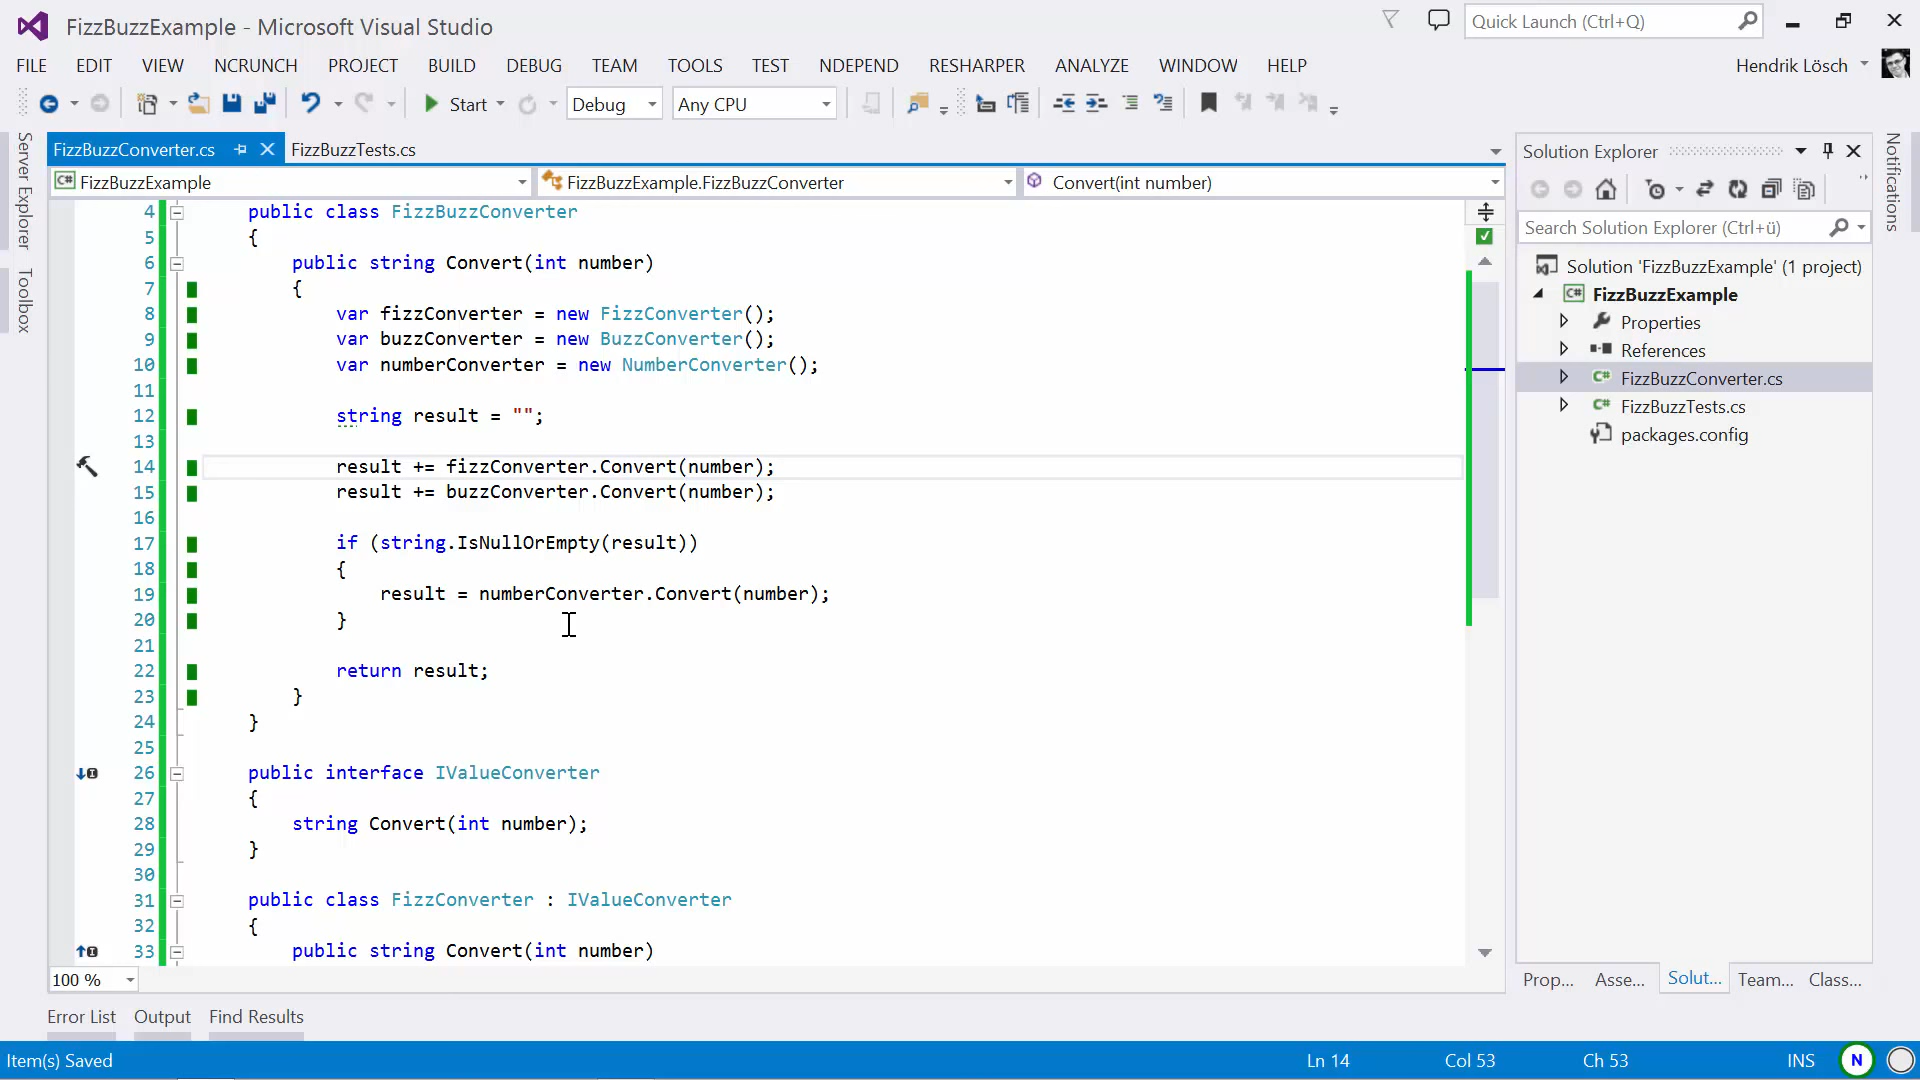 FizzBuzzExample - Microsoft Visual Studio
Quick Launch (Ctrl+Q)
FILE EDIT VIEW NCRUNCH PROJECT BUILD DEBUG TEAM TOOLS TEST NDEPEND RESHARPER ANALYZE WINDOW HELP
Hendrik Lösch
Start Debug Any CPU
Server Explorer
Toolbox
FizzBuzzConverter.cs FizzBuzzTests.cs
C# FizzBuzzExample FizzBuzzExample.FizzBuzzConverter Convert(int number)
4 public class FizzBuzzConverter
5 {
6 public string Convert(int number)
7 {
8 var fizzConverter = new FizzConverter();
9 var buzzConverter = new BuzzConverter();
10 var numberConverter = new NumberConverter();
11
12 string result = "";
13
14 result += fizzConverter.Convert(number);
15 result += buzzConverter.Convert(number);
16
17 if (string.IsNullOrEmpty(result))
18 {
19 result = numberConverter.Convert(number);
20 }
21
22 return result;
23 }
24 }
25
26 public interface IValueConverter
27 {
28 string Convert(int number);
29 }
30
31 public class FizzConverter : IValueConverter
32 {
33 public string Convert(int number)
100 %
Solution Explorer
Search Solution Explorer (Ctrl+ü)
Solution 'FizzBuzzExample' (1 project)
C# FizzBuzzExample
Properties
References
C# FizzBuzzConverter.cs
C# FizzBuzzTests.cs
packages.config
Prop... Asse... Solut... Team... Class...
Notifications
Error List Output Find Results
Item(s) Saved Ln 14 Col 53 Ch 53 INS N